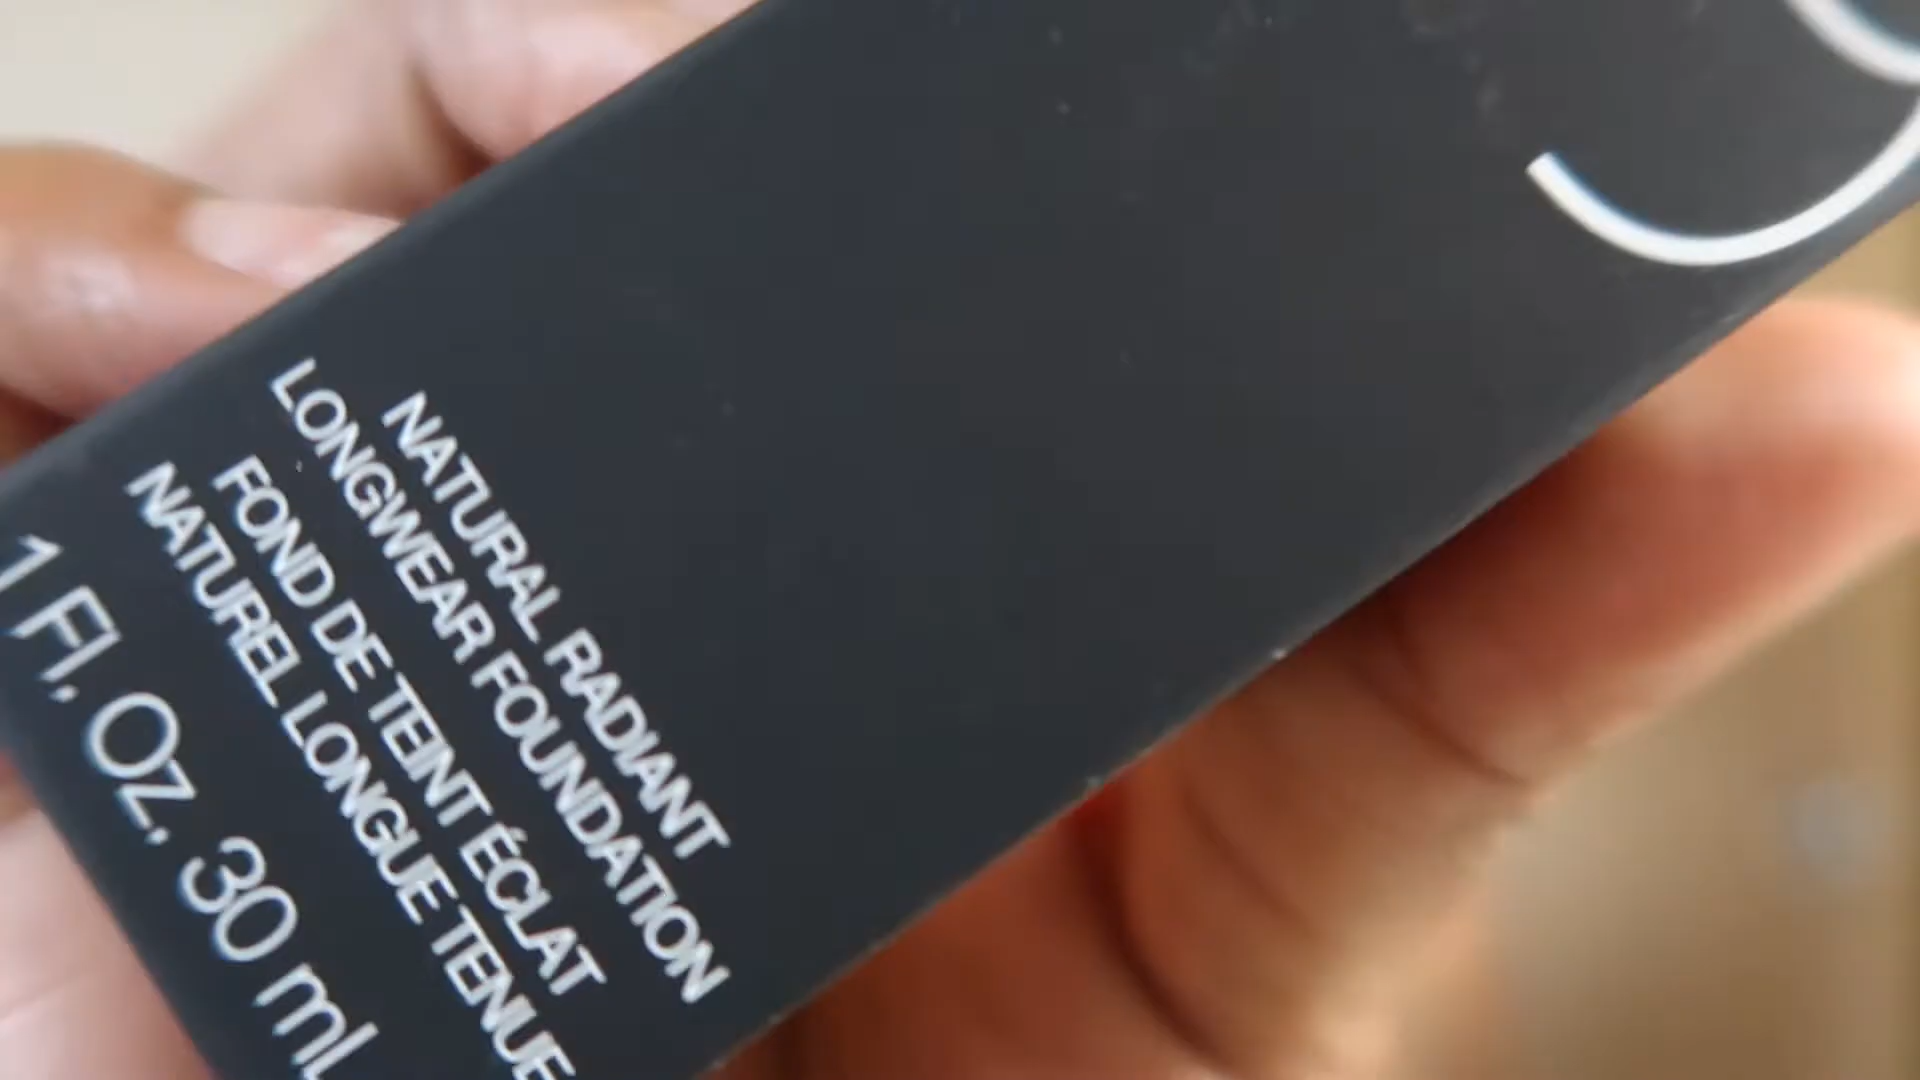 NATURAL RADIANT
LONGWEAR FOUNDATION
FOND DE TEINT ÉCLAT
NATUREL LONGUE TENUE
1 Fl, Oz, 30 ml